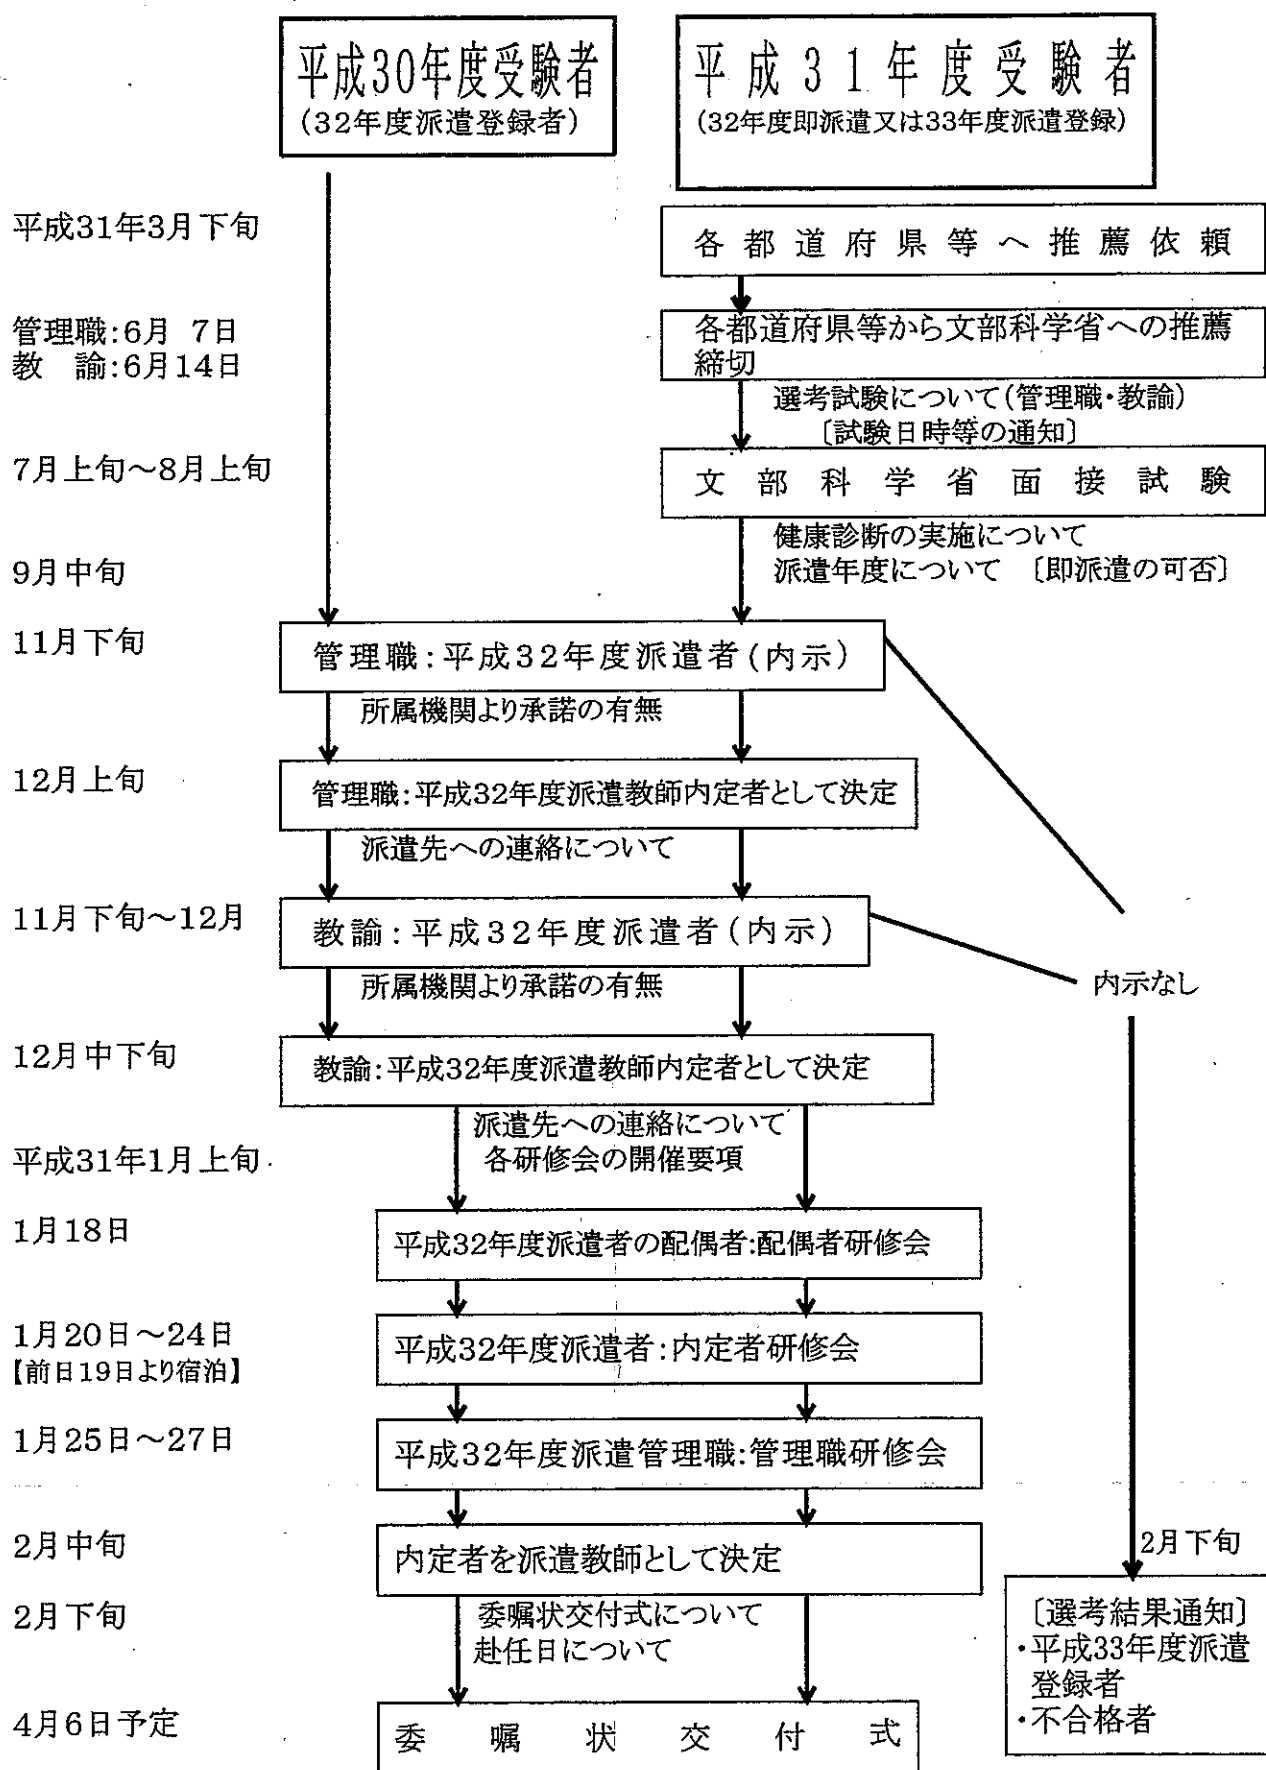 平成30年度受験者
(32年度派遣登録者)
平成31年度受験者
(32年度即派遣又は33年度派遣登録)
平成31年3月下旬
各都道府県等へ推薦依頼
管理職:6月 7日
教 諭:6月14日
各都道府県等から文部科学省への推薦
締切
選考試験について(管理職・教諭)
〔試験日時等の通知〕
7月上旬～8月上旬
文部科学省面接試験
健康診断の実施について
9月中旬
派遣年度について 〔即派遣の可否〕
11月下旬
管理職:平成32年度派遣者(内示)
所属機関より承諾の有無
12月上旬
管理職:平成32年度派遣教師内定者として決定
派遣先への連絡について
11月下旬～12月
教諭:平成32年度派遣者(内示)
所属機関より承諾の有無
内示なし
12月中下旬
教諭:平成32年度派遣教師内定者として決定
派遣先への連絡について
平成31年1月上旬
各研修会の開催要項
1月18日
平成32年度派遣者の配偶者:配偶者研修会
1月20日～24日
【前日19日より宿泊】
平成32年度派遣者:内定者研修会
1月25日～27日
平成32年度派遣管理職:管理職研修会
2月中旬
内定者を派遣教師として決定
2月下旬
2月下旬
委嘱状交付式について
赴任日について
〔選考結果通知〕
・平成33年度派遣
登録者
・不合格者
4月6日予定
委嘱状交付式